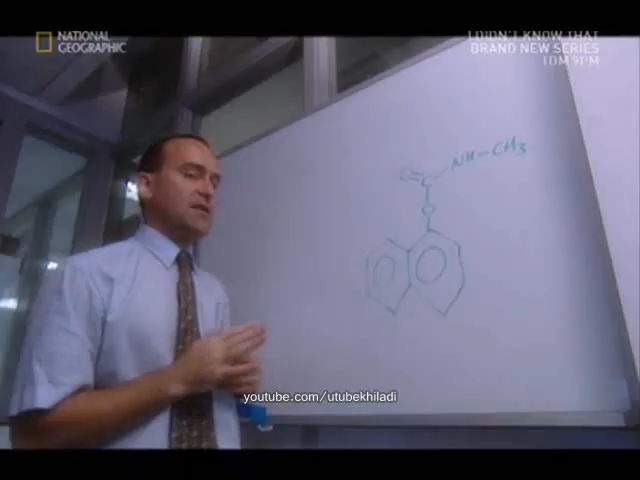 NATIONAL
GEOGRAPHIC
I DIDN'T KNOW THAT
BRAND NEW SERIES
10M 9PM
O=C
NH-CH3
O
youtube.com/utubekhiladi